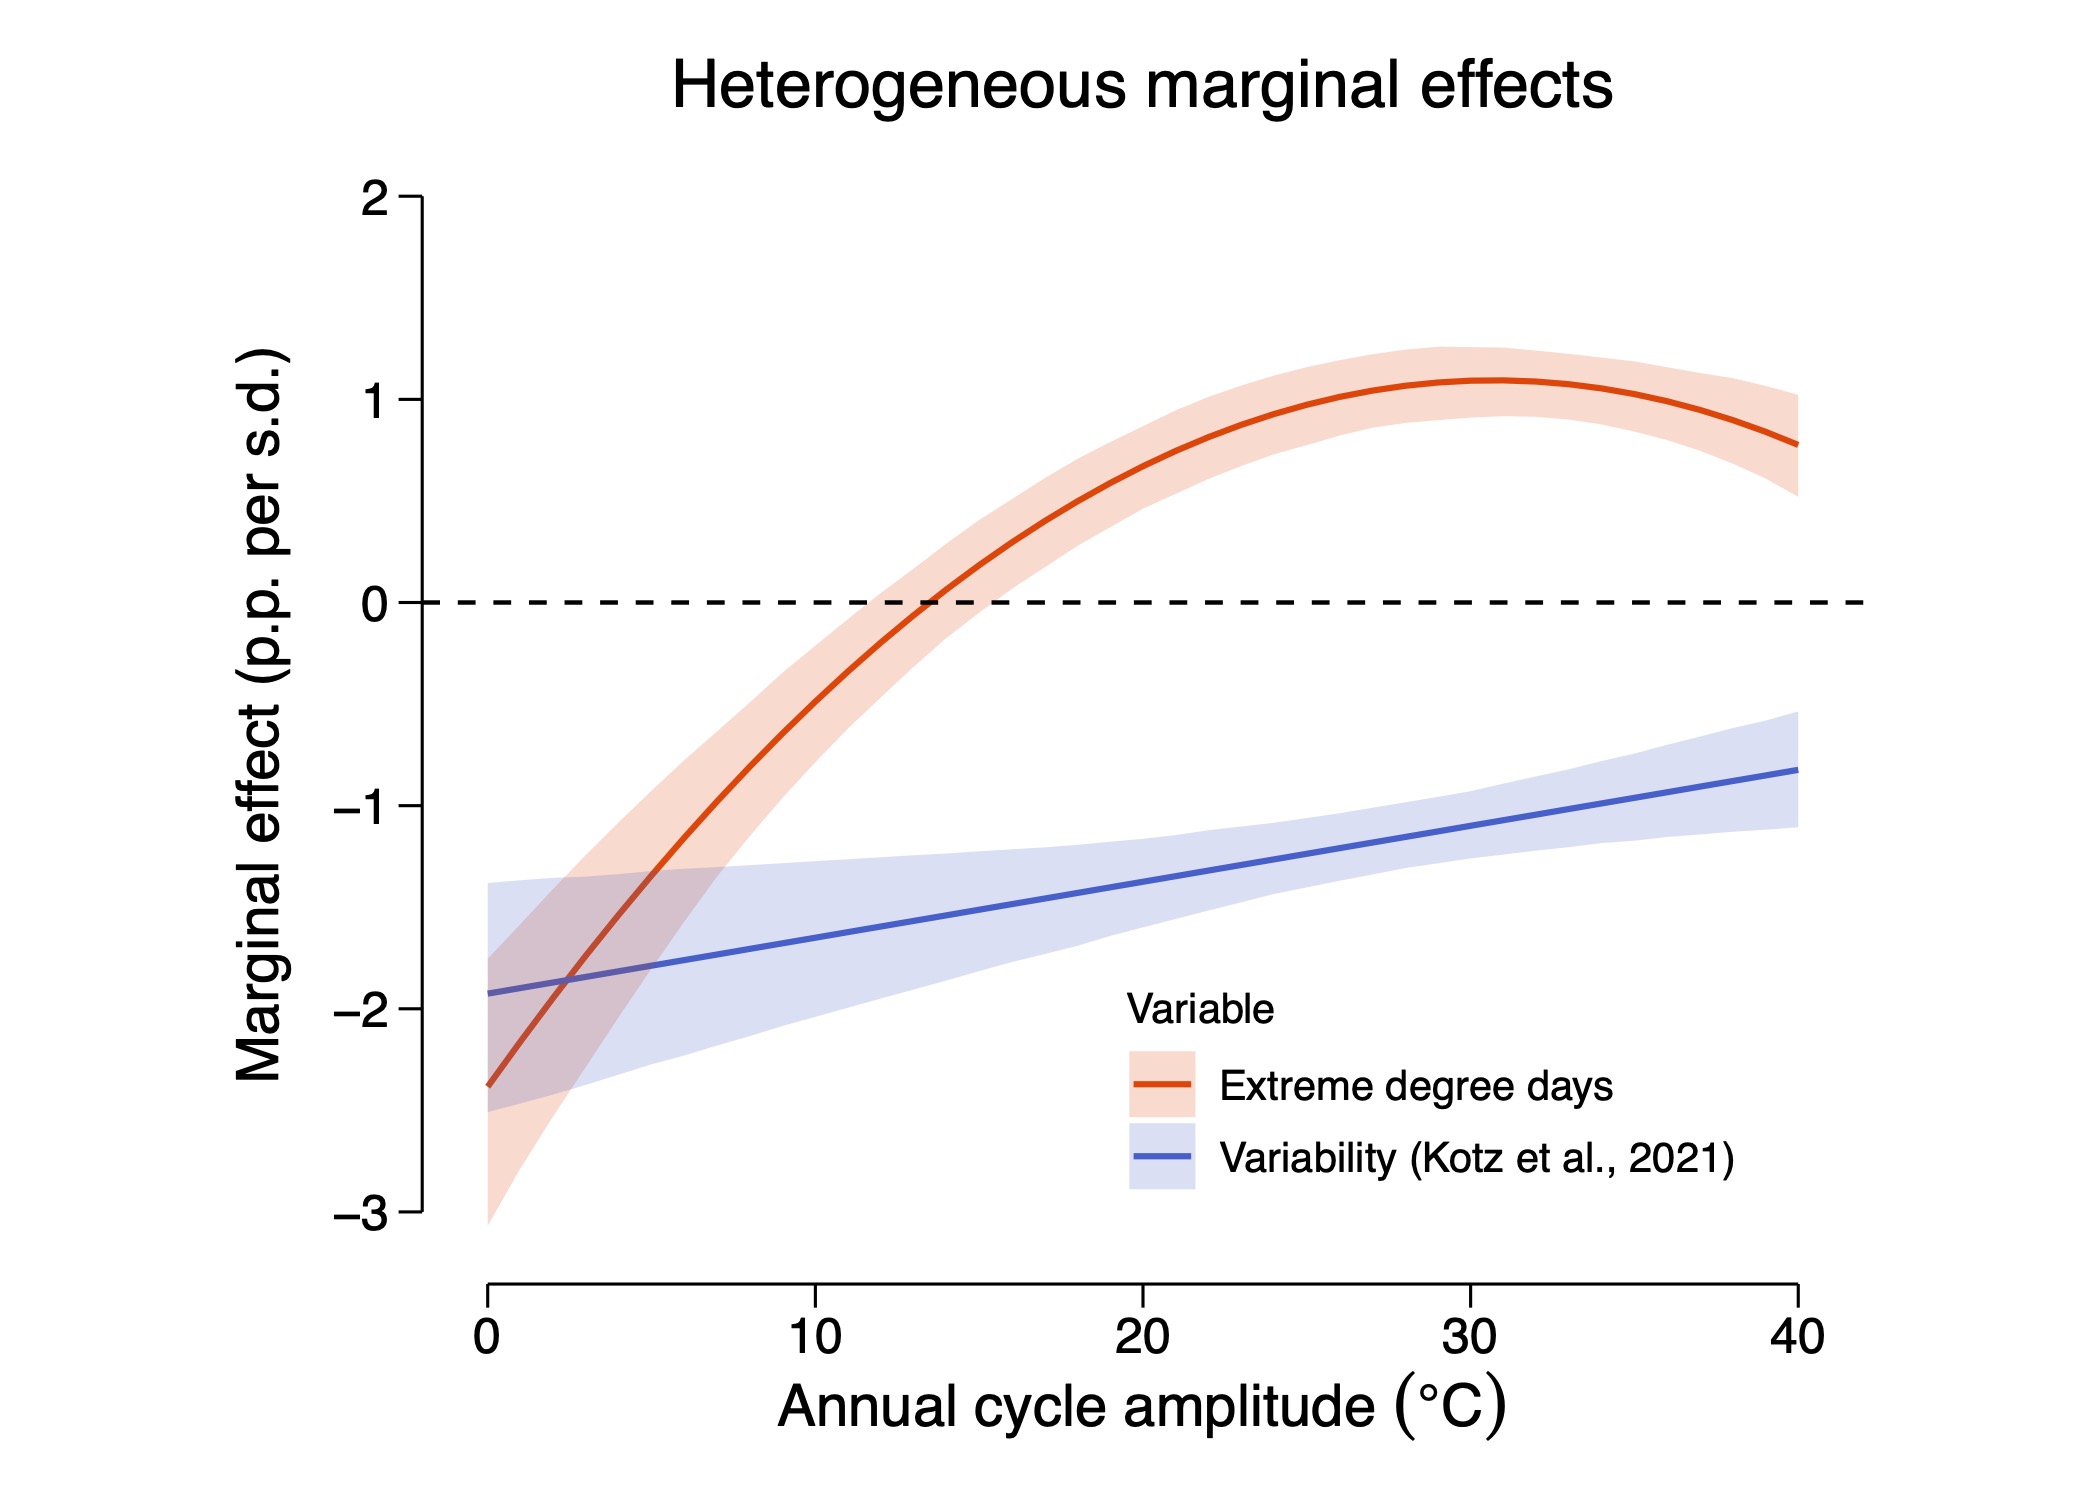 Heterogeneous marginal effects
Marginal effect (p.p. per s.d.)
2
1
0
−1
−2
−3
Variable
Extreme degree days
Variability (Kotz et al., 2021)
0 10 20 30 40
Annual cycle amplitude (°C)